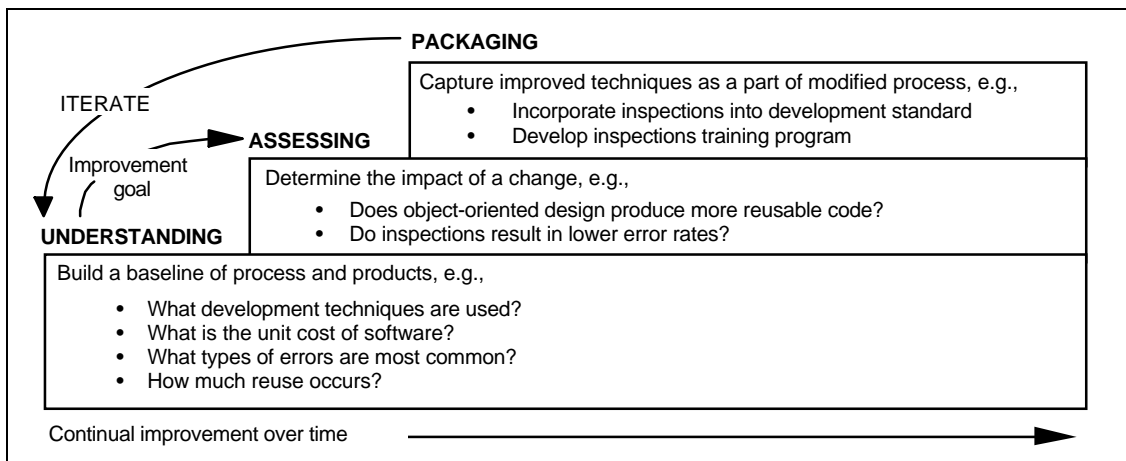 PACKAGING
Capture improved techniques as a part of modified process, e.g.,
• Incorporate inspections into development standard
• Develop inspections training program
ITERATE
ASSESSING
Improvement
goal
Determine the impact of a change, e.g.,
• Does object-oriented design produce more reusable code?
• Do inspections result in lower error rates?
UNDERSTANDING
Build a baseline of process and products, e.g.,
• What development techniques are used?
• What is the unit cost of software?
• What types of errors are most common?
• How much reuse occurs?
Continual improvement over time